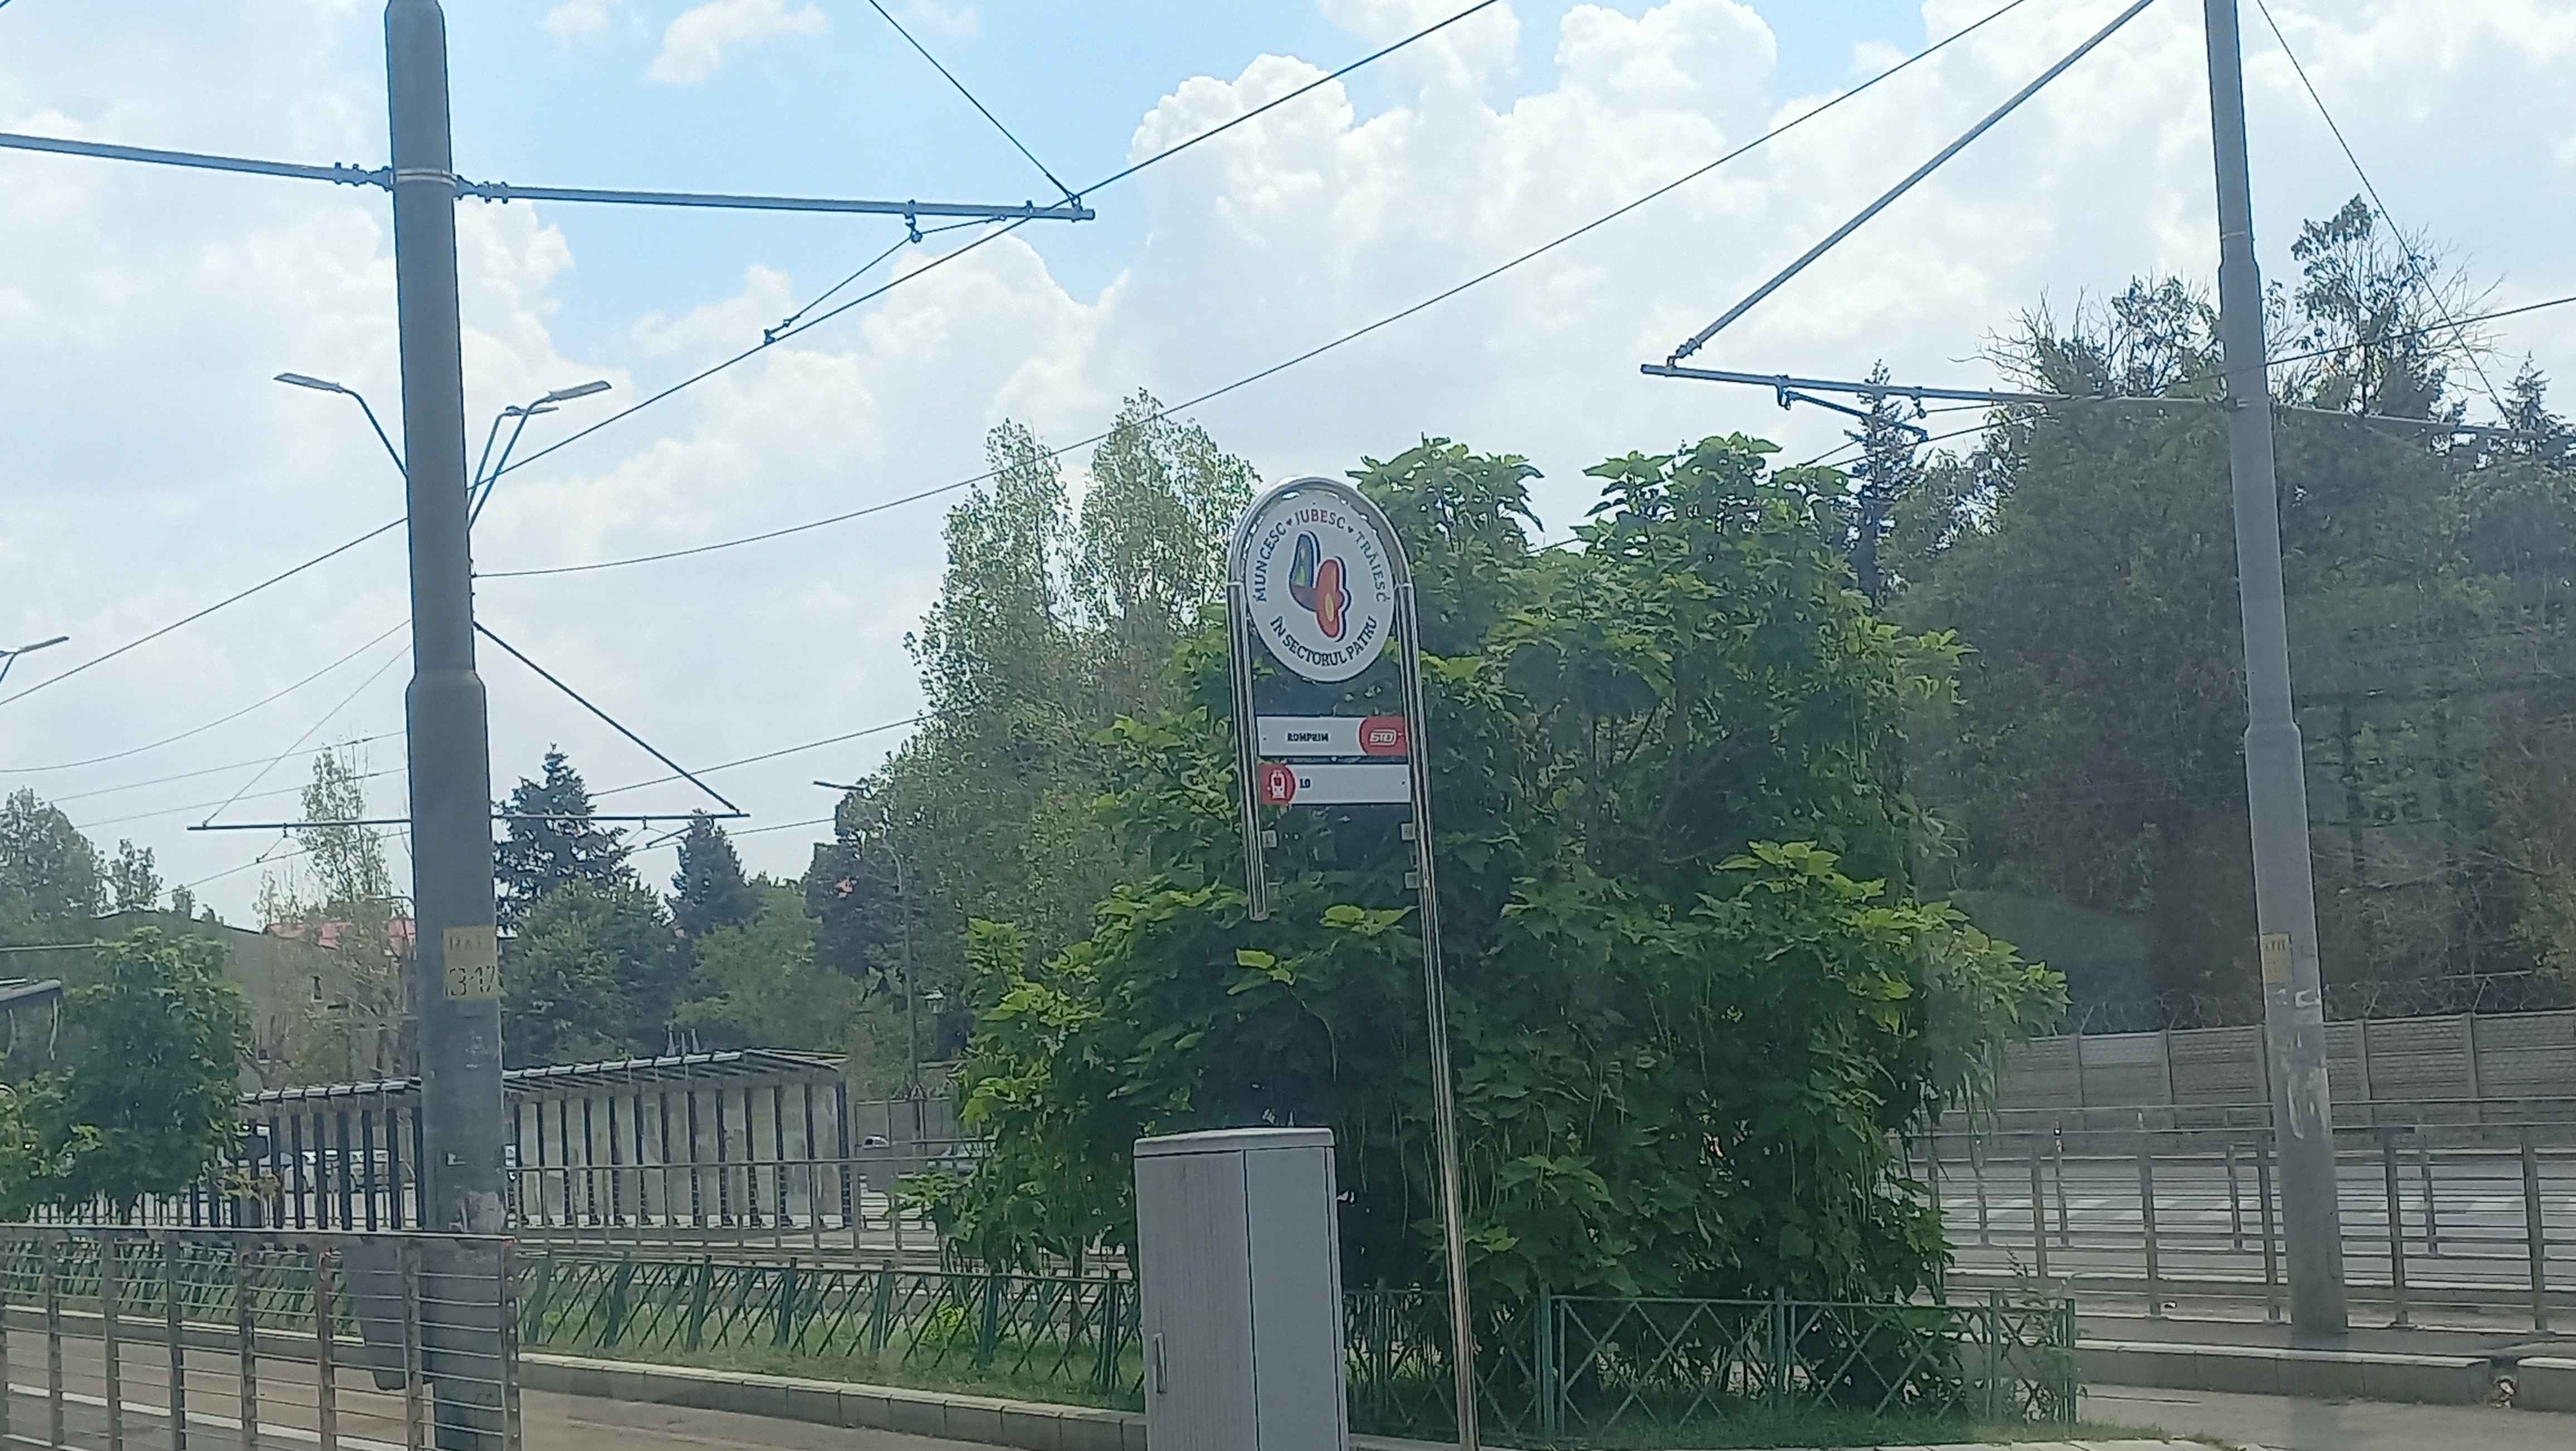 MUNCESC • IUBESC • TRĂIESC
ÎN SECTORUL PATRU
ROMPRIM STB
10